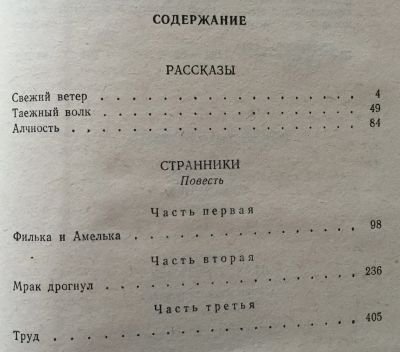 СОДЕРЖАНИЕ
РАССКАЗЫ
Свежий ветер . . . . . . . . . . . . . . . . 4
Таежный волк . . . . . . . . . . . . . . . . 49
Алчность . . . . . . . . . . . . . . . . . . 84
СТРАННИКИ
Повесть
Часть первая
Филька и Амелька . . . . . . . . . . . . . . 98
Часть вторая
Мрак дрогнул . . . . . . . . . . . . . . . . 236
Часть третья
Труд . . . . . . . . . . . . . . . . . . . . 405